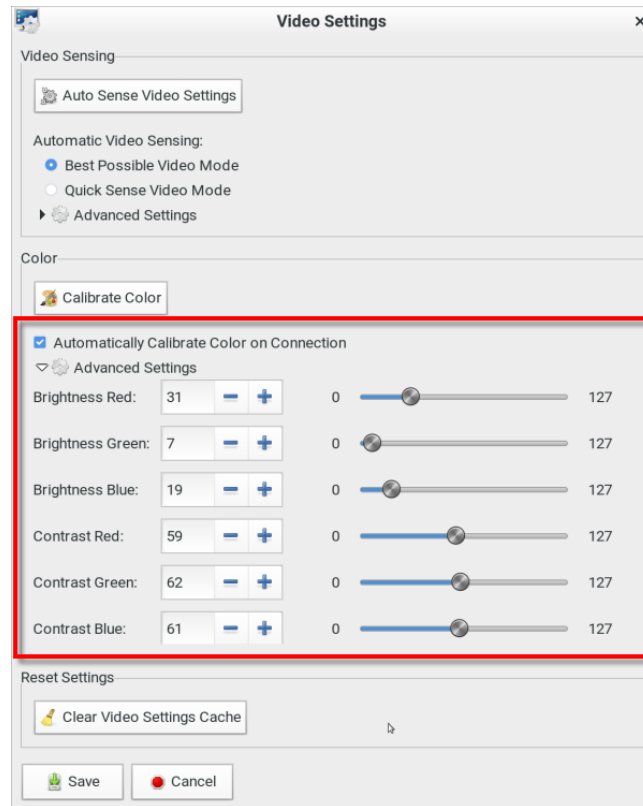 Video Settings
Video Sensing
Auto Sense Video Settings
Automatic Video Sensing:
Best Possible Video Mode
Quick Sense Video Mode
Advanced Settings
Color
Calibrate Color
Automatically Calibrate Color on Connection
Advanced Settings
Brightness Red: 31 0 127
Brightness Green: 7 0 127
Brightness Blue: 19 0 127
Contrast Red: 59 0 127
Contrast Green: 62 0 127
Contrast Blue: 61 0 127
Reset Settings
Clear Video Settings Cache
Save Cancel